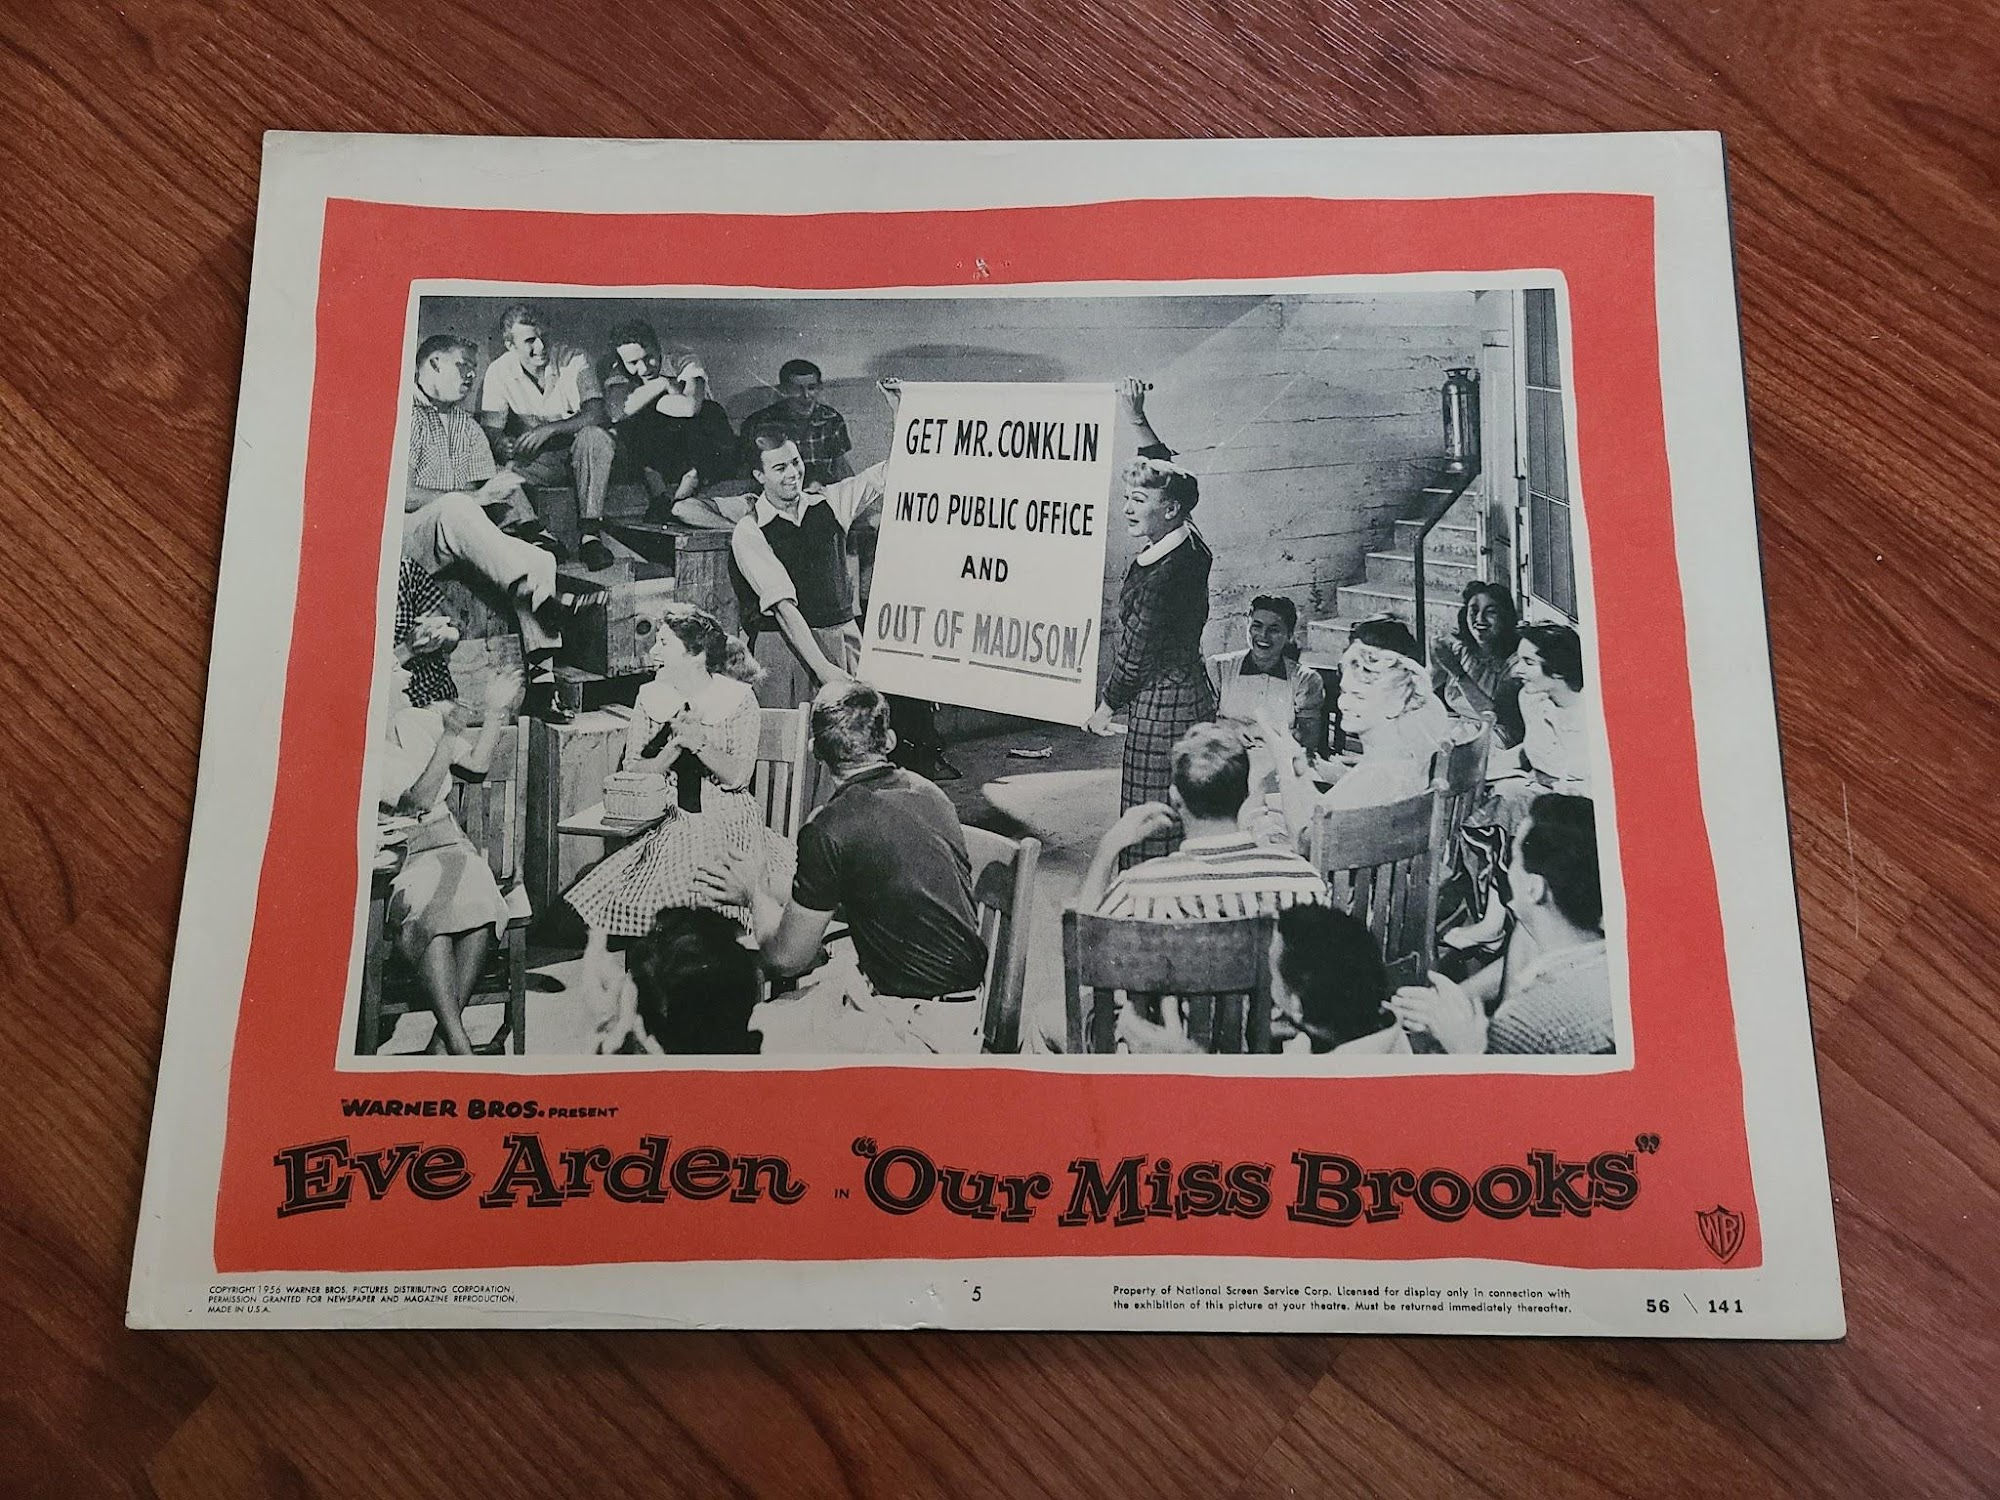 GET MR. CONKLIN
INTO PUBLIC OFFICE
AND
OUT OF MADISON!
WARNER BROS. PRESENT
Eve Arden IN "Our Miss Brooks"
WB
COPYRIGHT 1956 WARNER BROS. PICTURES DISTRIBUTING CORPORATION.
PERMISSION GRANTED FOR NEWSPAPER AND MAGAZINE REPRODUCTION.
MADE IN U.S.A.
5
Property of National Screen Service Corp. Licensed for display only in connection with
the exhibition of this picture at your theatre. Must be returned immediately thereafter.
56 \ 141